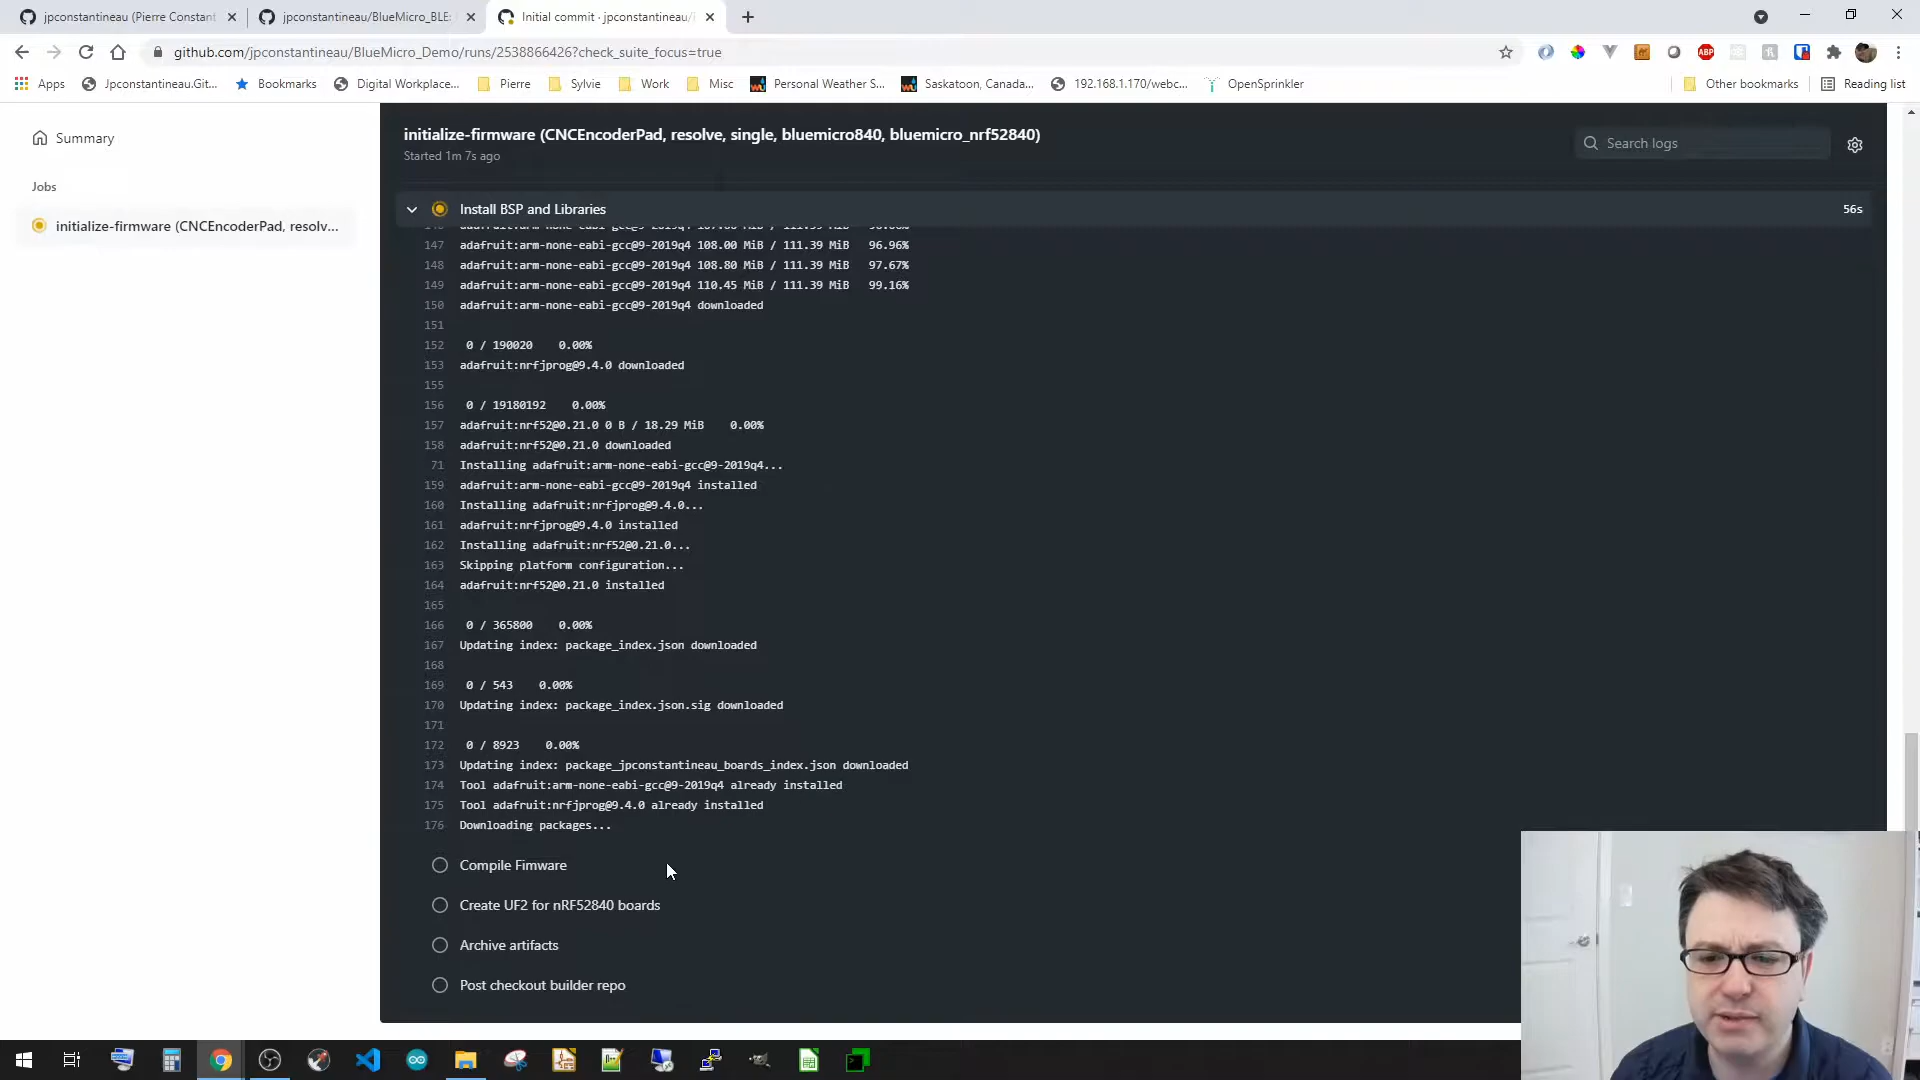 jpconstantineau (Pierre Constant
jpconstantineau/BlueMicro_BLE:
Initial commit · jpconstantineau/
github.com/jpconstantineau/BlueMicro_Demo/runs/2538866426?check_suite_focus=true
Apps
Jpconstantineau.Git...
Bookmarks
Digital Workplace...
Pierre
Sylvie
Work
Misc
Personal Weather S...
Saskatoon, Canada...
192.168.1.170/webc...
OpenSprinkler
Other bookmarks
Reading list
Summary
Jobs
initialize-firmware (CNCEncoderPad, resolv...
initialize-firmware (CNCEncoderPad, resolve, single, bluemicro840, bluemicro_nrf52840)
Started 1m 7s ago
Search logs
Install BSP and Libraries
56s
147 adafruit:arm-none-eabi-gcc@9-2019q4 108.00 MiB / 111.39 MiB 96.96%
148 adafruit:arm-none-eabi-gcc@9-2019q4 108.80 MiB / 111.39 MiB 97.67%
149 adafruit:arm-none-eabi-gcc@9-2019q4 110.45 MiB / 111.39 MiB 99.16%
150 adafruit:arm-none-eabi-gcc@9-2019q4 downloaded
151
152 0 / 190020 0.00%
153 adafruit:nrfjprog@9.4.0 downloaded
155
156 0 / 19180192 0.00%
157 adafruit:nrf52@0.21.0 0 B / 18.29 MiB 0.00%
158 adafruit:nrf52@0.21.0 downloaded
71 Installing adafruit:arm-none-eabi-gcc@9-2019q4...
159 adafruit:arm-none-eabi-gcc@9-2019q4 installed
160 Installing adafruit:nrfjprog@9.4.0...
161 adafruit:nrfjprog@9.4.0 installed
162 Installing adafruit:nrf52@0.21.0...
163 Skipping platform configuration...
164 adafruit:nrf52@0.21.0 installed
165
166 0 / 365800 0.00%
167 Updating index: package_index.json downloaded
168
169 0 / 543 0.00%
170 Updating index: package_index.json.sig downloaded
171
172 0 / 8923 0.00%
173 Updating index: package_jpconstantineau_boards_index.json downloaded
174 Tool adafruit:arm-none-eabi-gcc@9-2019q4 already installed
175 Tool adafruit:nrfjprog@9.4.0 already installed
176 Downloading packages...
Compile Fimware
Create UF2 for nRF52840 boards
Archive artifacts
Post checkout builder repo